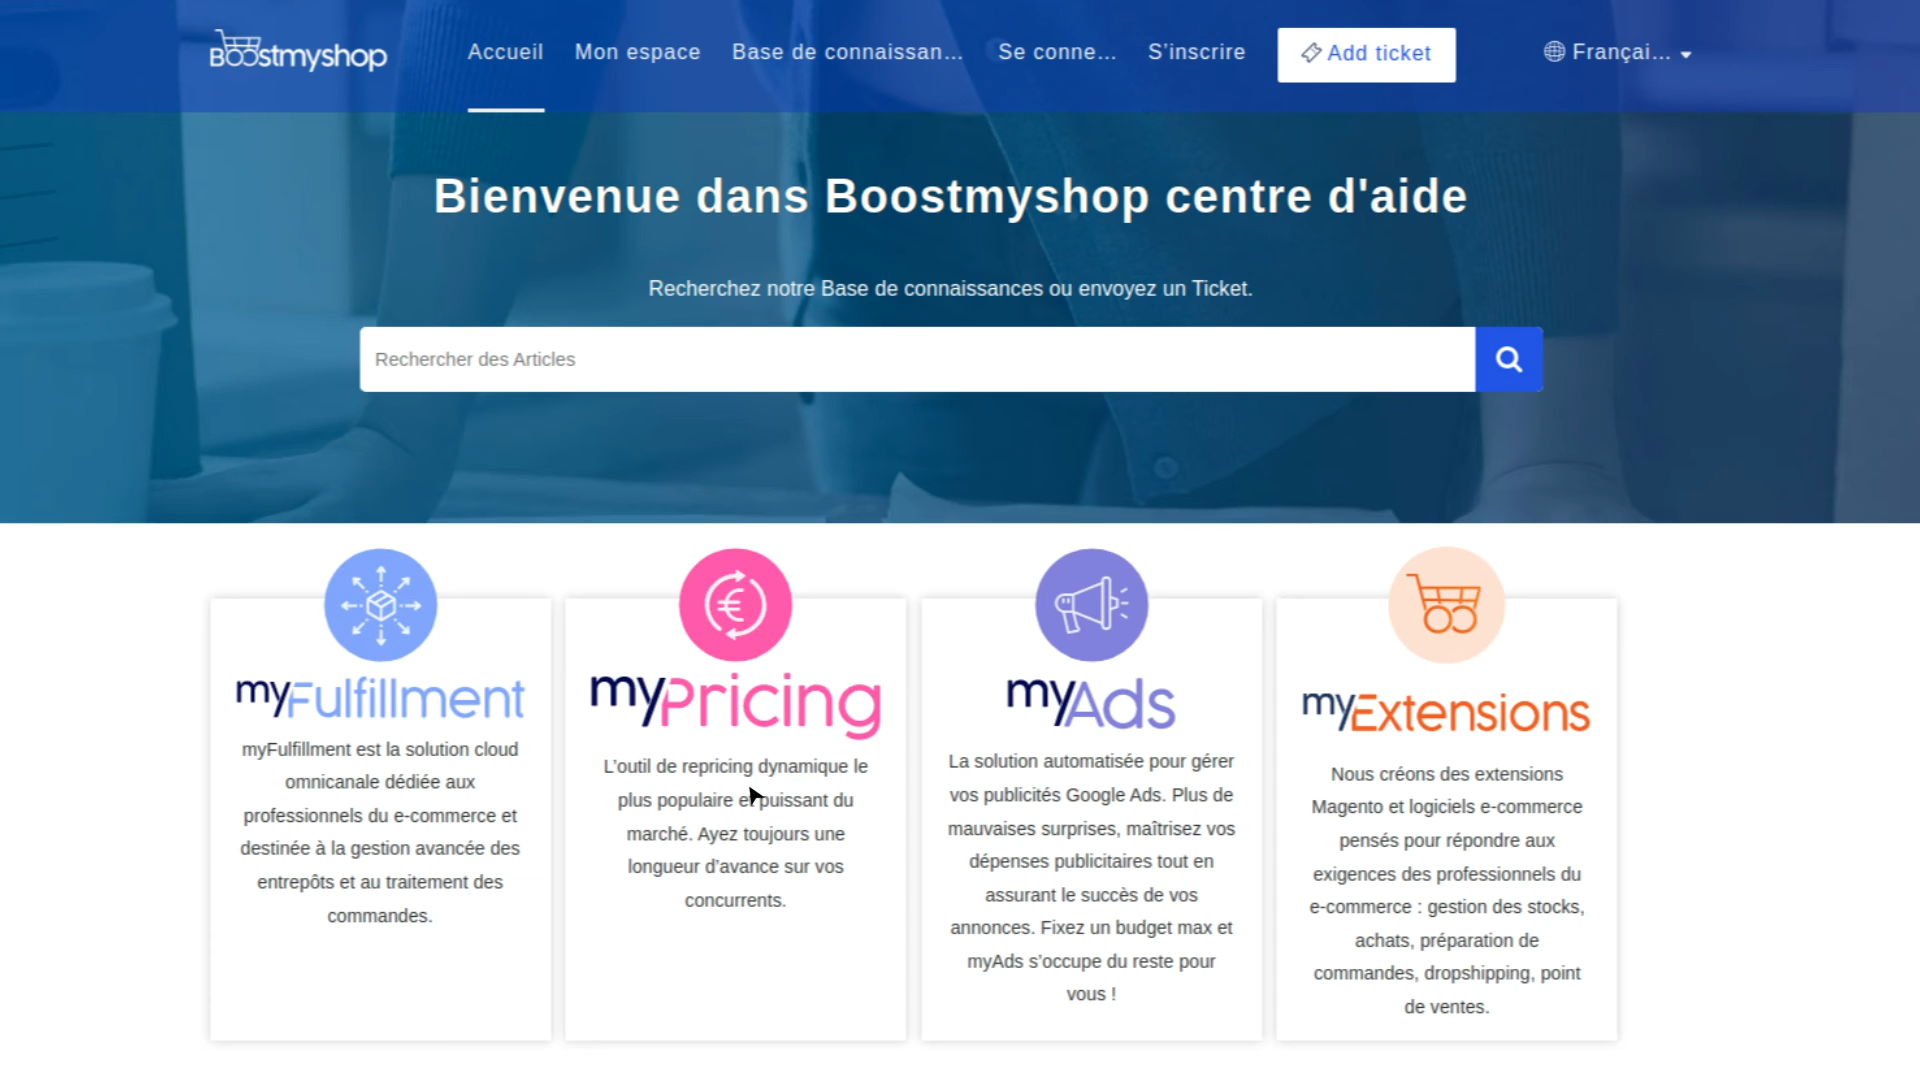 Boostmyshop
Accueil
Mon espace
Base de connaissan...
Se conne...
S'inscrire
Add ticket
Françai...
Bienvenue dans Boostmyshop centre d'aide
Recherchez notre Base de connaissances ou envoyez un Ticket.
Rechercher des Articles
myFulfillment
myFulfillment est la solution cloud
omnicanale dédiée aux
professionnels du e-commerce et
destinée à la gestion avancée des
entrepôts et au traitement des
commandes.
myPricing
L’outil de repricing dynamique le
plus populaire et puissant du
marché. Ayez toujours une
longueur d’avance sur vos
concurrents.
myAds
La solution automatisée pour gérer
vos publicités Google Ads. Plus de
mauvaises surprises, maîtrisez vos
dépenses publicitaires tout en
assurant le succès de vos
annonces. Fixez un budget max et
myAds s’occupe du reste pour
vous !
myExtensions
Nous créons des extensions
Magento et logiciels e-commerce
pensés pour répondre aux
exigences des professionnels du
e-commerce : gestion des stocks,
achats, préparation de
commandes, dropshipping, point
de ventes.